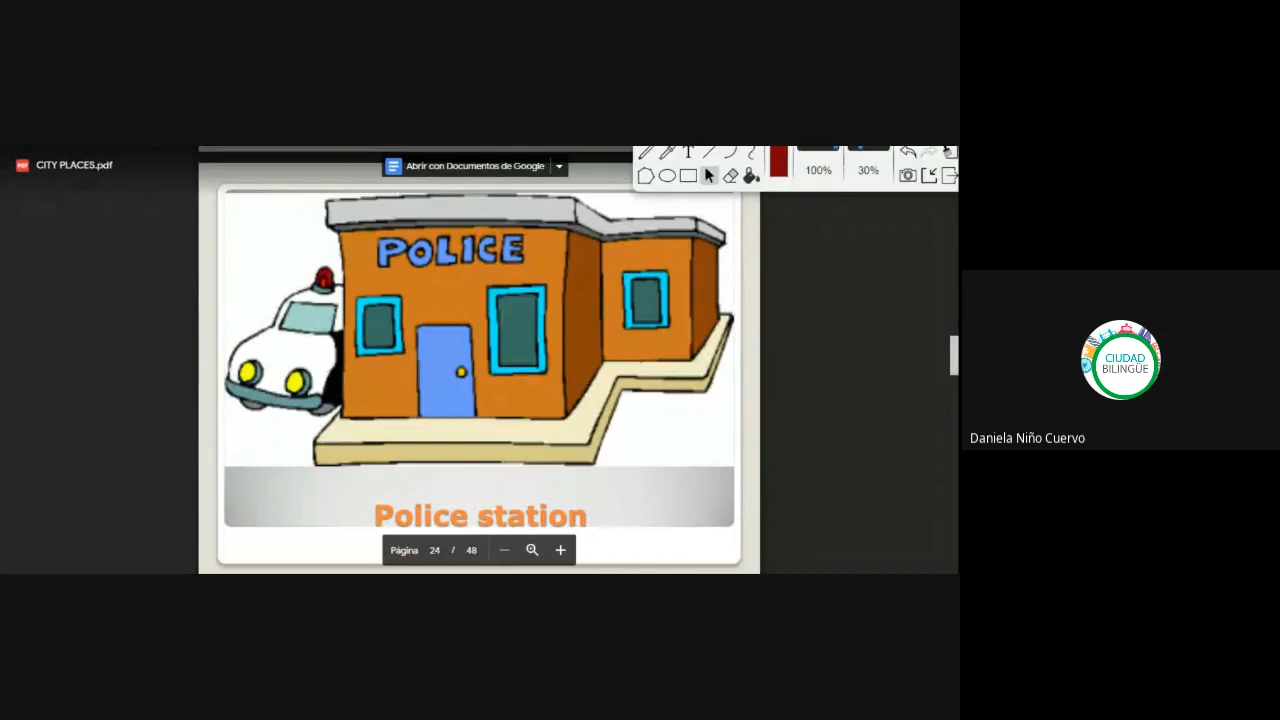 CITY PLACES.pdf
Abrir con Documentos de Google
T
100%
30%
POLICE
Police station
Página 24 / 48
CIUDAD
BILINGÜE
Daniela Niño Cuervo